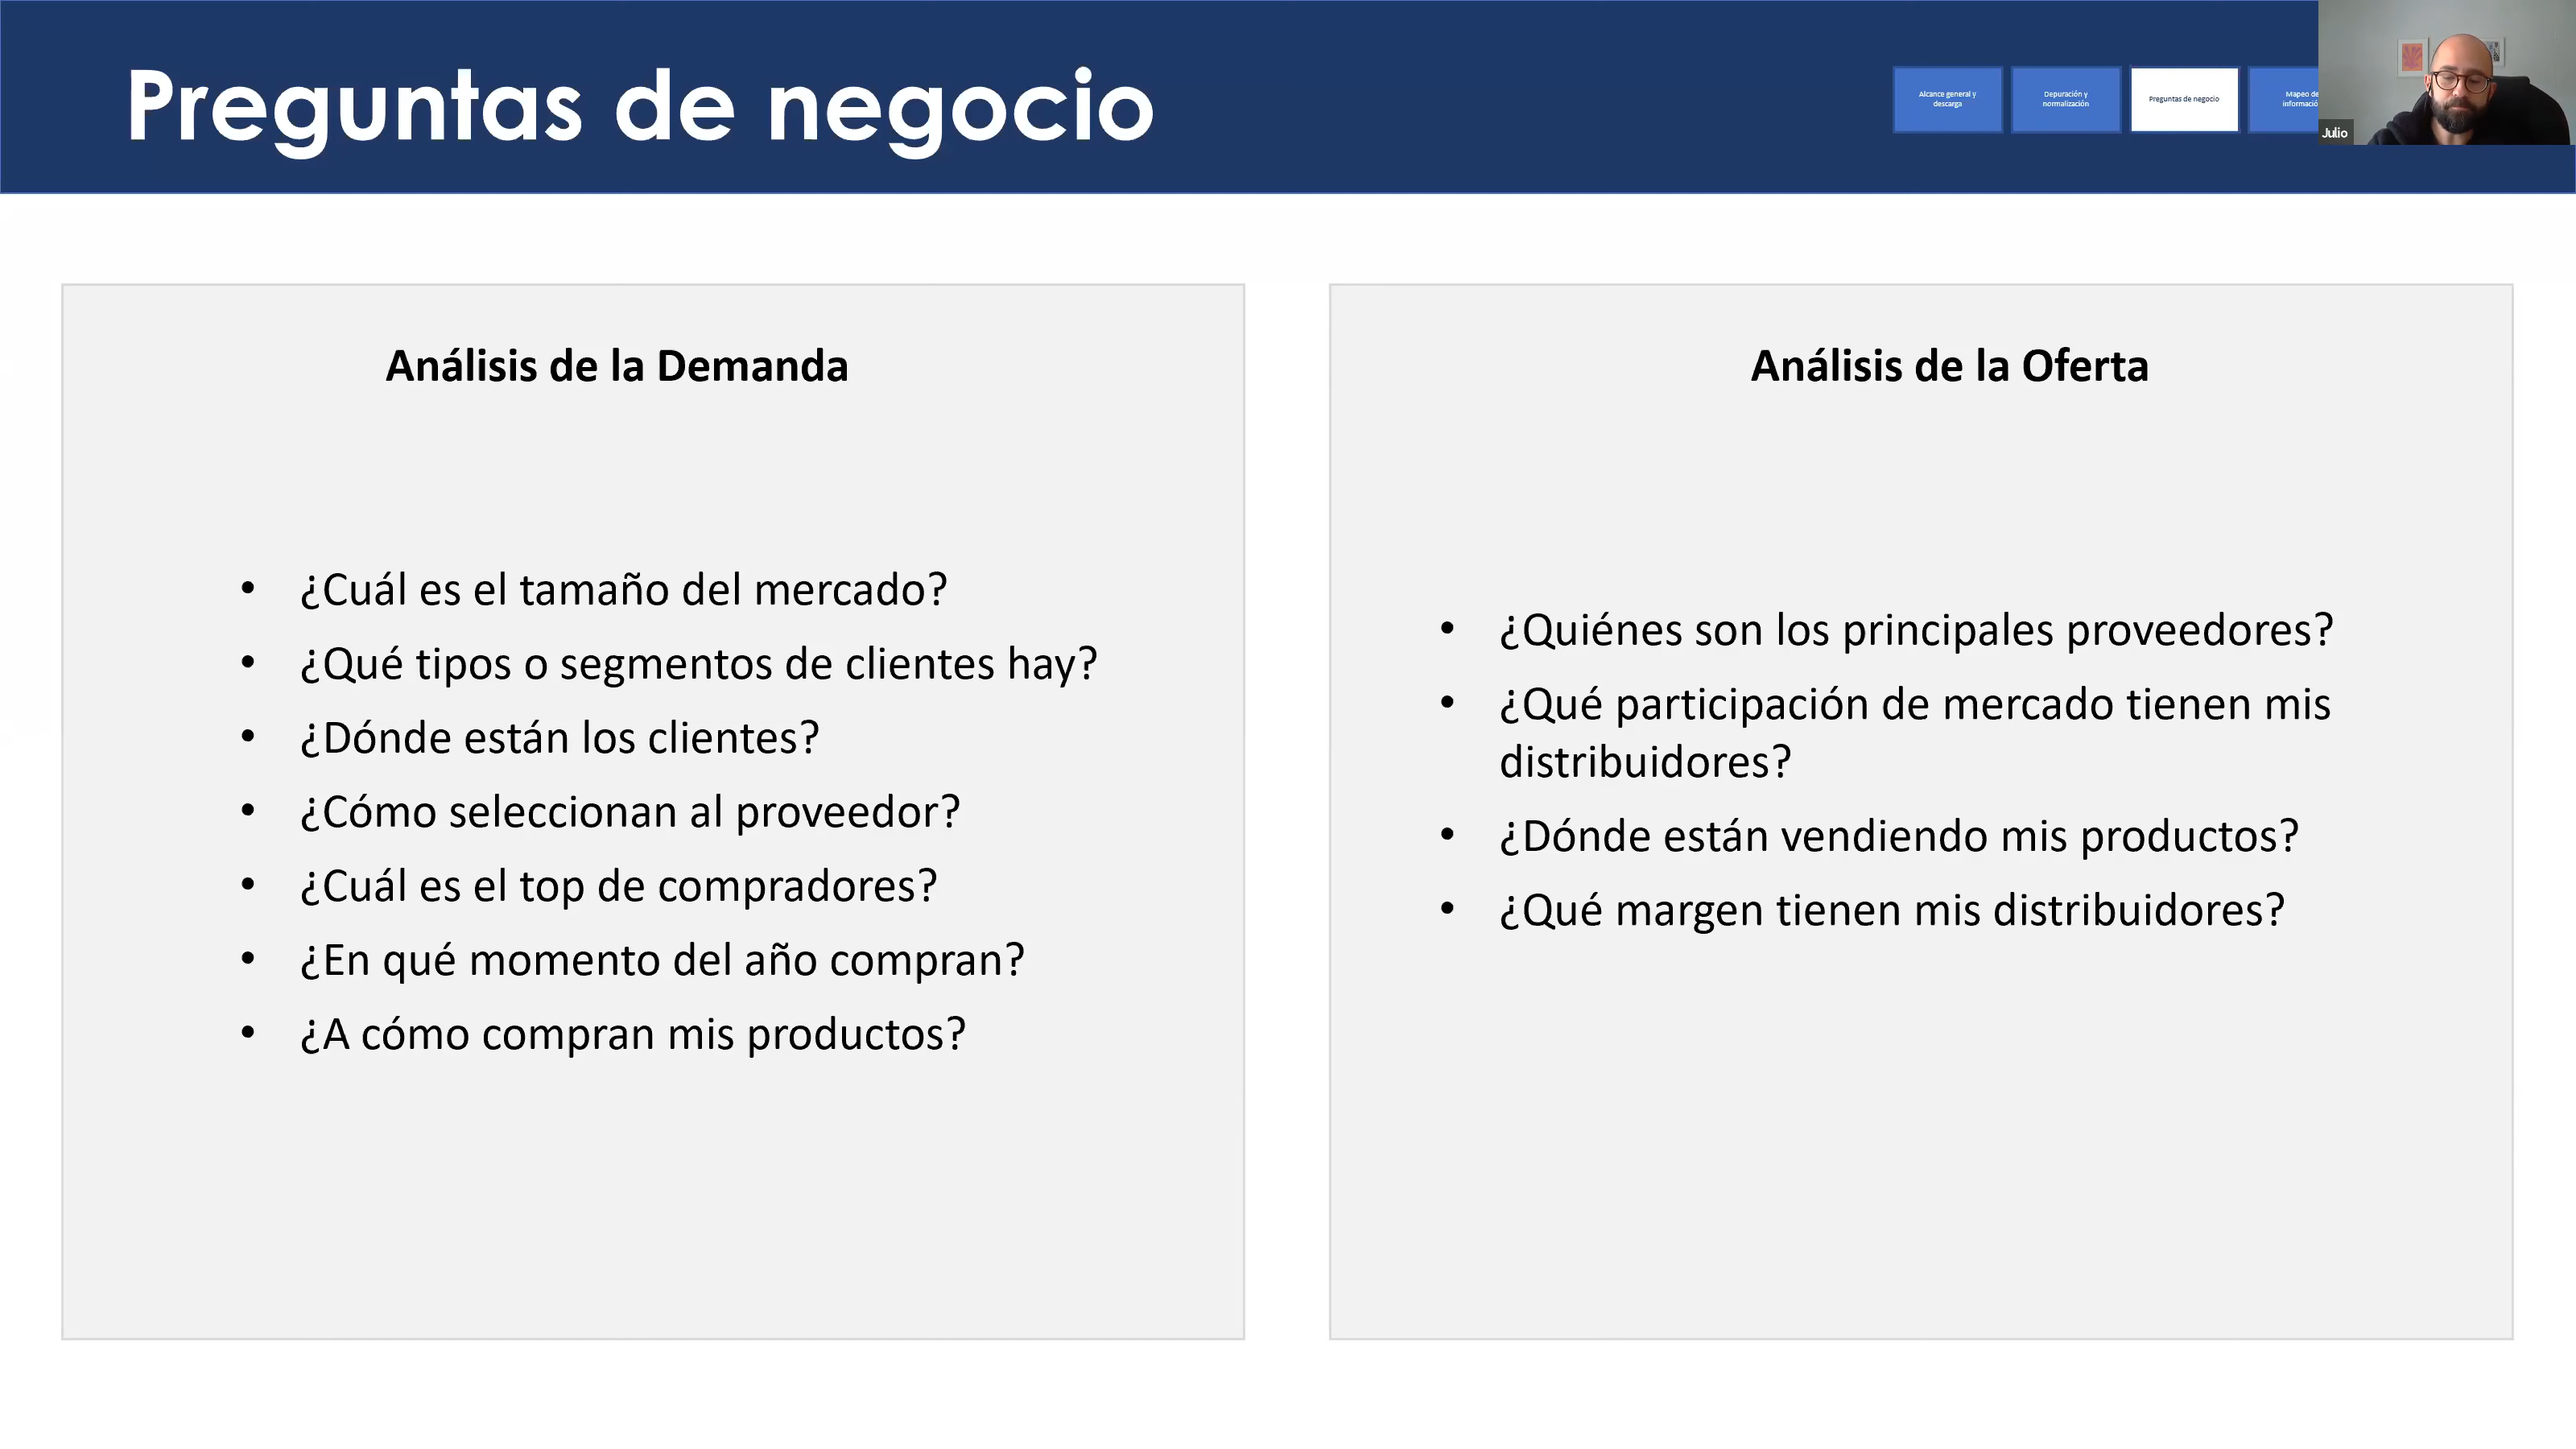 Preguntas de negocio
Alcance general y
descarga
Depuración y
normalización
Preguntas de negocio
Mapeo de
Julio
Análisis de la Demanda
• ¿Cuál es el tamaño del mercado?
• ¿Qué tipos o segmentos de clientes hay?
• ¿Dónde están los clientes?
• ¿Cómo seleccionan al proveedor?
• ¿Cuál es el top de compradores?
• ¿En qué momento del año compran?
• ¿A cómo compran mis productos?
Análisis de la Oferta
• ¿Quiénes son los principales proveedores?
• ¿Qué participación de mercado tienen mis
distribuidores?
• ¿Dónde están vendiendo mis productos?
• ¿Qué margen tienen mis distribuidores?